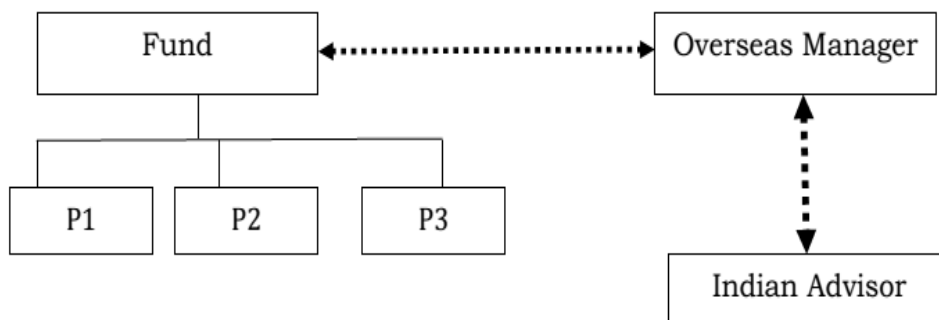 Fund
Overseas Manager
P1
P2
P3
Indian Advisor